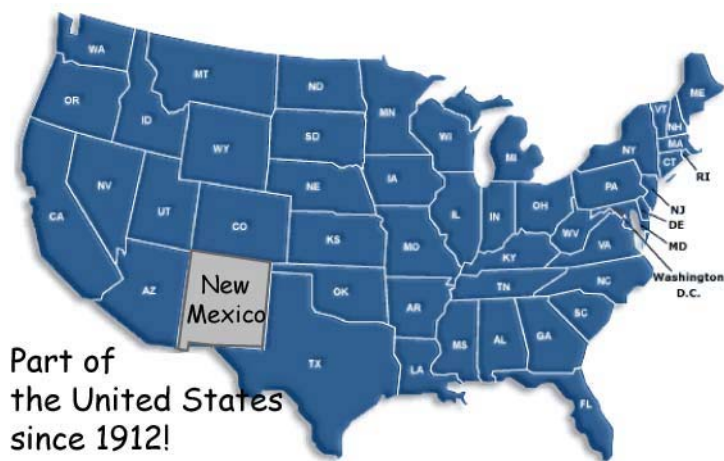 WA
MT
ND
MN
ME
OR
ID
SD
WI
VT
NH
WY
MI
NY
MA
CT
RI
IA
NE
PA
NV
UT
OH
NJ
IL
IN
DE
CA
CO
WV
KS
MO
VA
MD
KY
Washington
D.C.
AZ
New
Mexico
OK
TN
NC
AR
SC
MS
AL
GA
TX
LA
FL
Part of
the United States
since 1912!